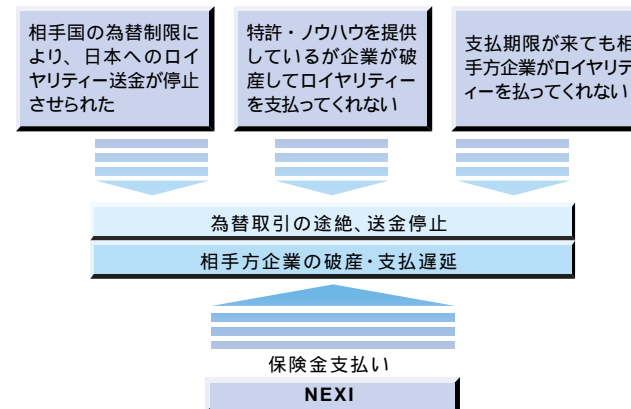 相手国の為替制限に
より、日本へのロイ
ヤリティー送金が停止
させられた
特許・ノウハウを提供
しているが企業が破
産してロイヤリティー
を支払ってくれない
支払期限が来ても相
手方企業がロイヤリテ
ィーを払ってくれない
為替取引の途絶、送金停止
相手方企業の破産・支払遅延
保険金支払い
NEXI